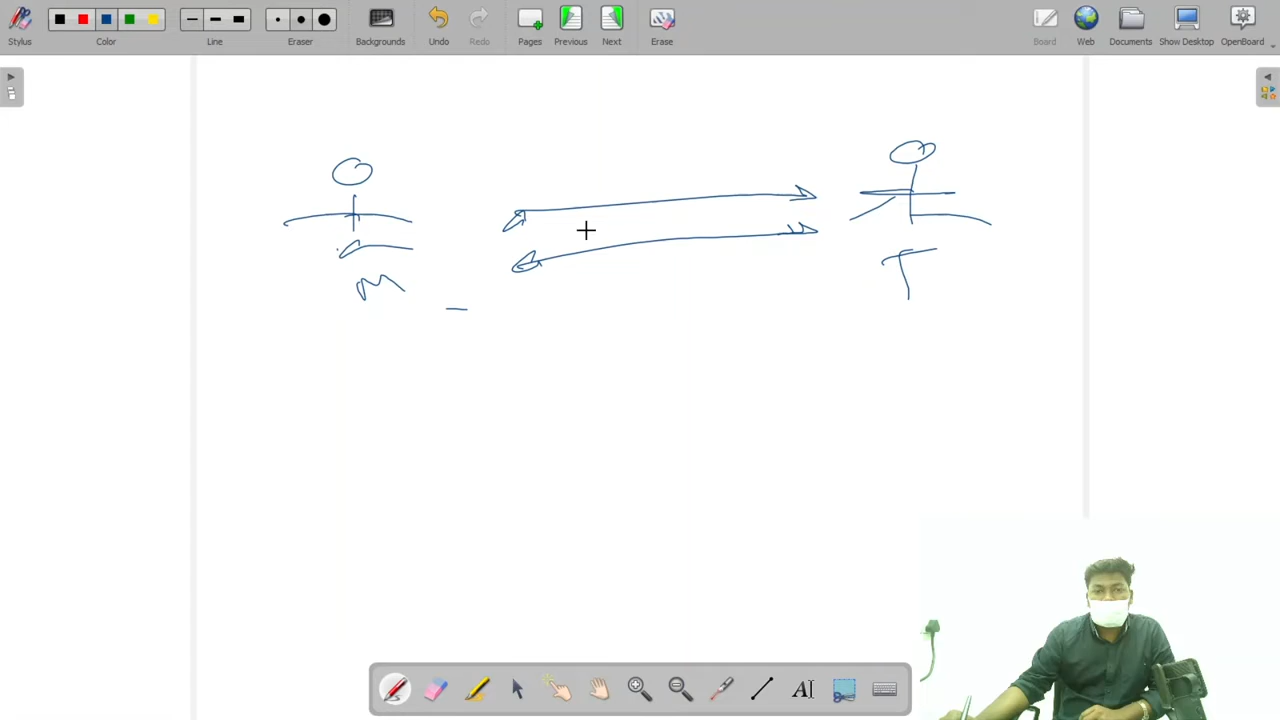 Stylus
Color
Line
Eraser
Backgrounds
Undo
Redo
Pages
Previous
Next
Erase
Board
Web
Documents
Show Desktop
OpenBoard
M
T